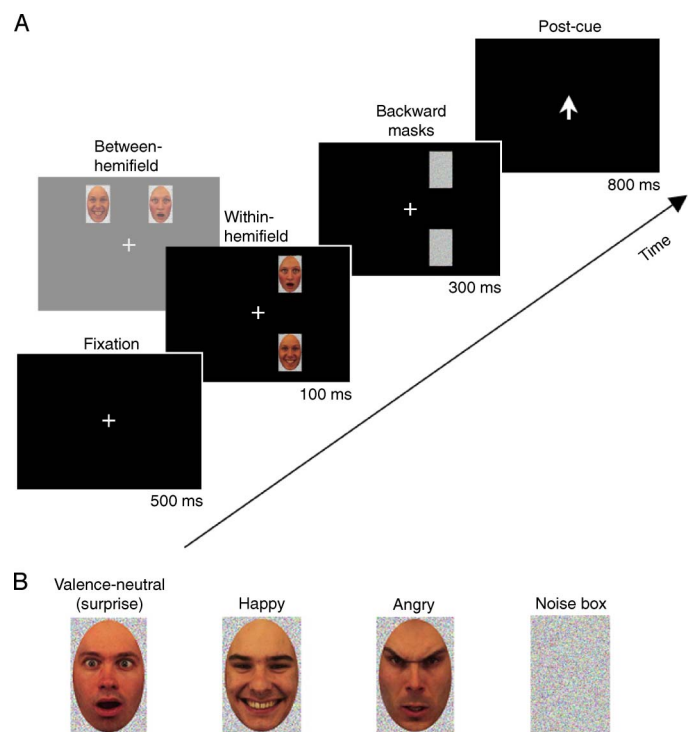 A
Post-cue
Backward
masks
Between-
hemifield
Within-
hemifield
800 ms
Time
300 ms
Fixation
100 ms
500 ms
B
Valence-neutral
(surprise)
Happy
Angry
Noise box